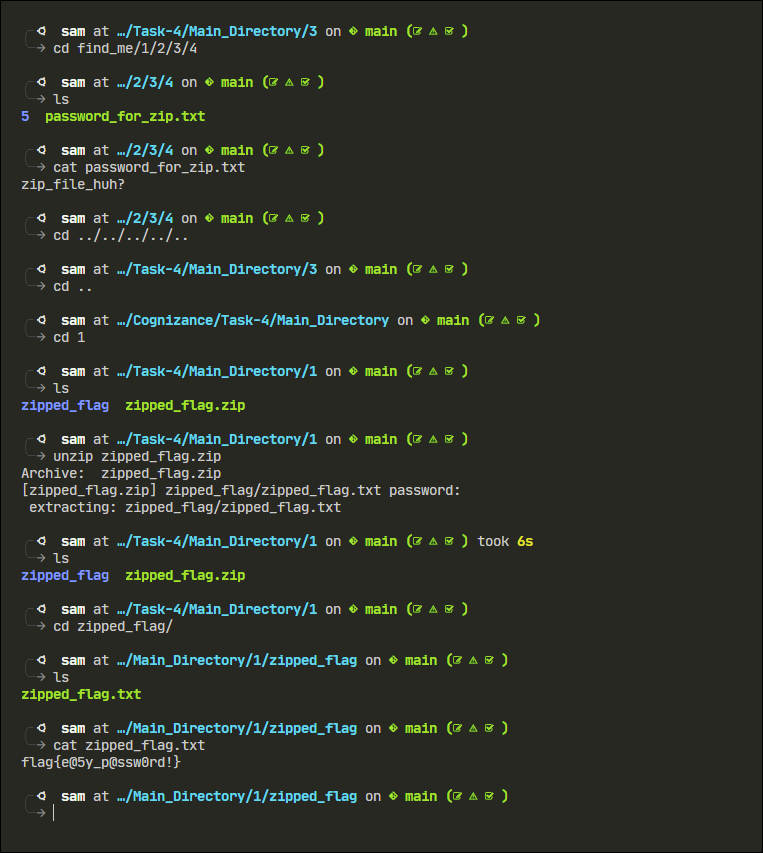 sam at …/Task-4/Main_Directory/3 on main ( )
cd find_me/1/2/3/4
sam at …/2/3/4 on main ( )
ls
5  password_for_zip.txt
sam at …/2/3/4 on main ( )
cat password_for_zip.txt
zip_file_huh?
sam at …/2/3/4 on main ( )
cd ../../../../..
sam at …/Task-4/Main_Directory/3 on main ( )
cd ..
sam at …/Cognizance/Task-4/Main_Directory on main ( )
cd 1
sam at …/Task-4/Main_Directory/1 on main ( )
ls
zipped_flag  zipped_flag.zip
sam at …/Task-4/Main_Directory/1 on main ( )
unzip zipped_flag.zip
Archive:  zipped_flag.zip
[zipped_flag.zip] zipped_flag/zipped_flag.txt password:
extracting: zipped_flag/zipped_flag.txt
sam at …/Task-4/Main_Directory/1 on main ( ) took 6s
ls
zipped_flag  zipped_flag.zip
sam at …/Task-4/Main_Directory/1 on main ( )
cd zipped_flag/
sam at …/Main_Directory/1/zipped_flag on main ( )
ls
zipped_flag.txt
sam at …/Main_Directory/1/zipped_flag on main ( )
cat zipped_flag.txt
flag{e@5y_p@ssw0rd!}
sam at …/Main_Directory/1/zipped_flag on main ( )